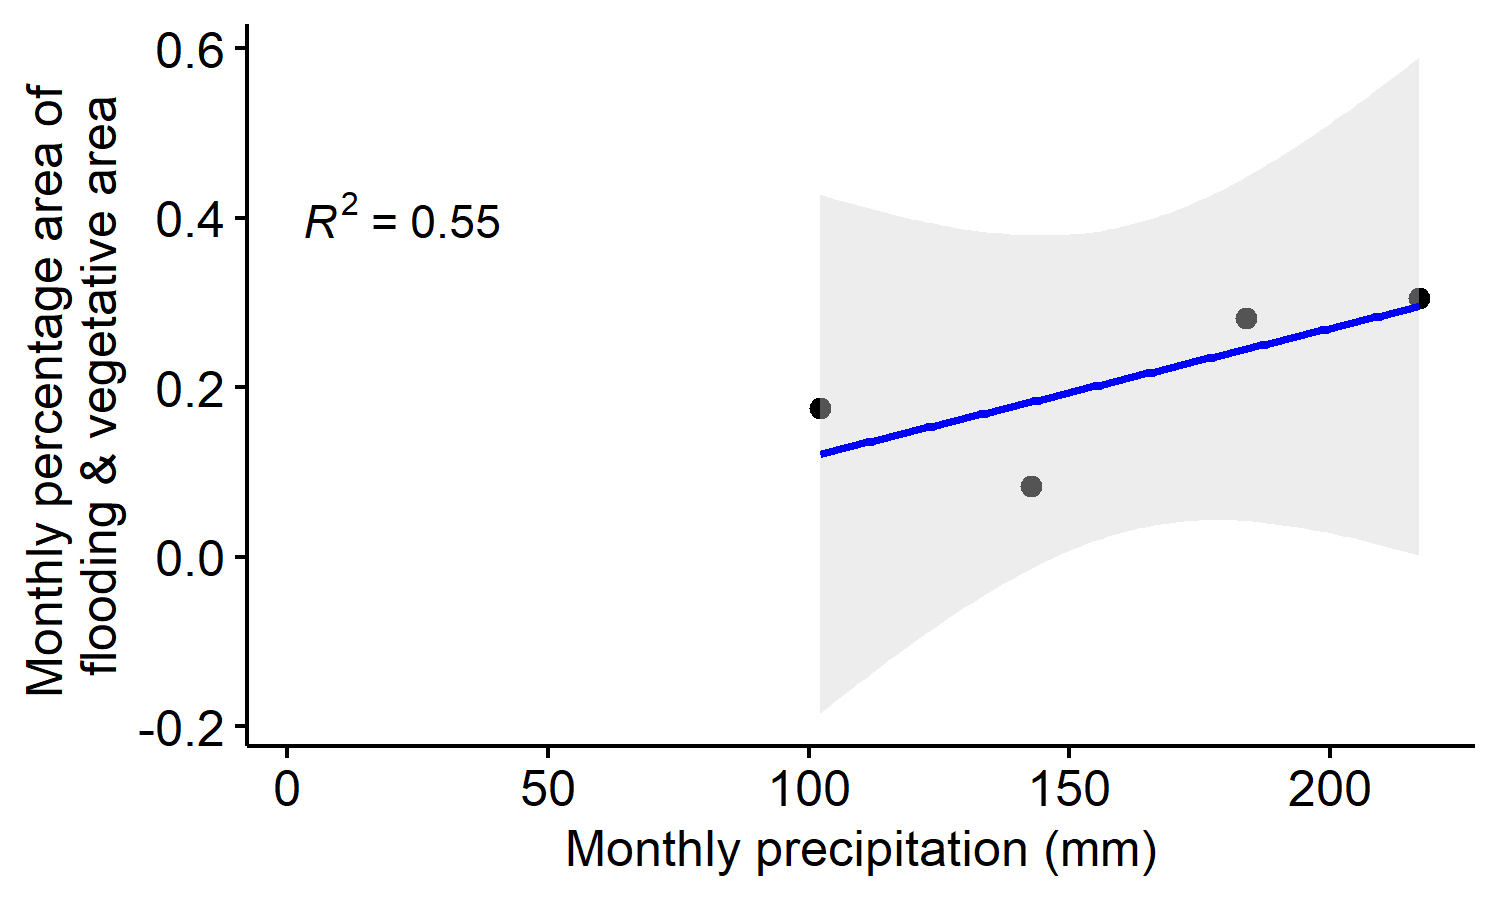 Monthly percentage area of
flooding & vegetative area
0.6
0.4
0.2
0.0
-0.2
R² = 0.55
0 50 100 150 200
Monthly precipitation (mm)